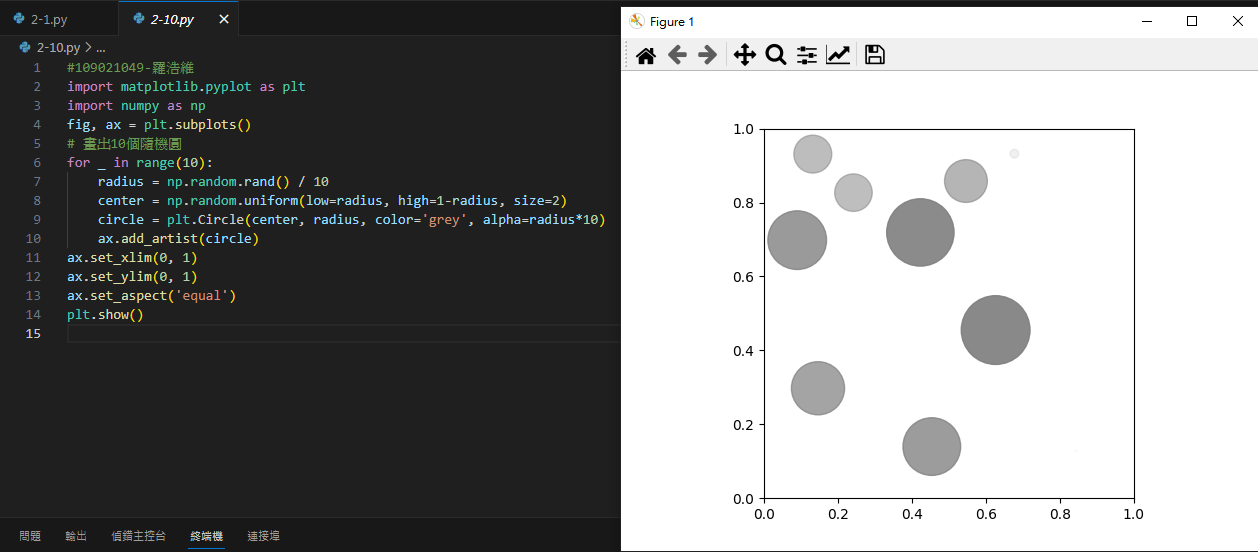 2-1.py
2-10.py
2-10.py > ...
1 #109021049-羅浩維
2 import matplotlib.pyplot as plt
3 import numpy as np
4 fig, ax = plt.subplots()
5 # 畫出10個隨機圓
6 for _ in range(10):
7 radius = np.random.rand() / 10
8 center = np.random.uniform(low=radius, high=1-radius, size=2)
9 circle = plt.Circle(center, radius, color='grey', alpha=radius*10)
10 ax.add_artist(circle)
11 ax.set_xlim(0, 1)
12 ax.set_ylim(0, 1)
13 ax.set_aspect('equal')
14 plt.show()
15
問題 輸出 偵錯主控台 終端機 連接埠
Figure 1
1.0
0.8
0.6
0.4
0.2
0.0
0.0 0.2 0.4 0.6 0.8 1.0